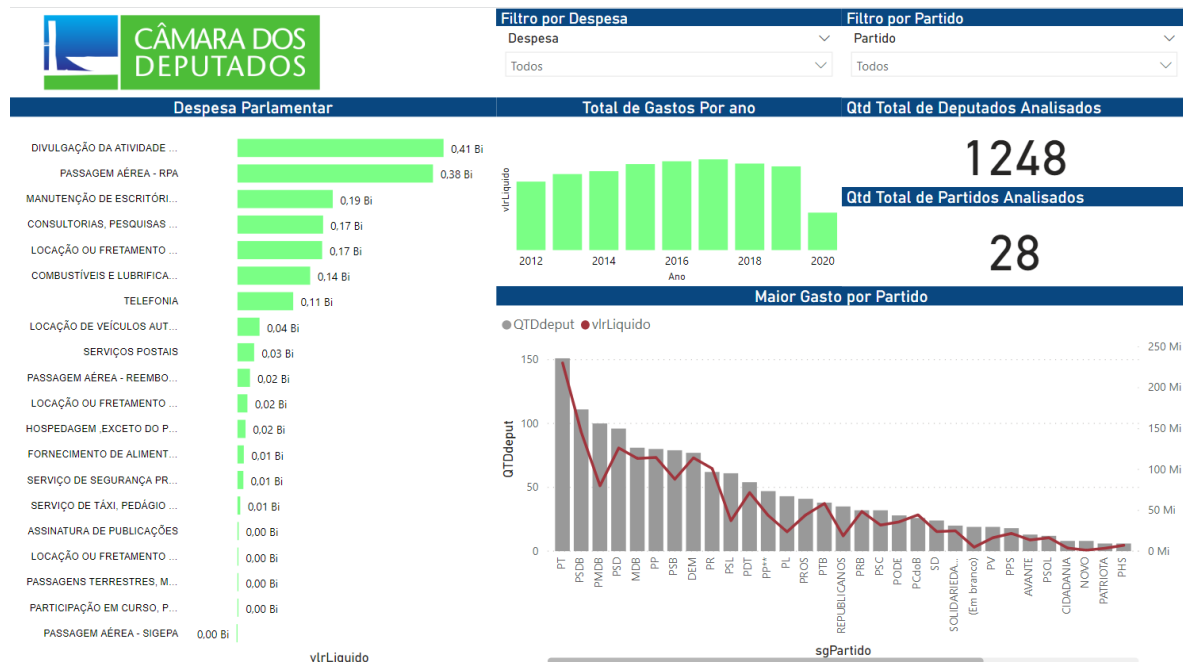 CÂMARA DOS
DEPUTADOS
Filtro por Despesa
Despesa
Todos
Filtro por Partido
Partido
Todos
Despesa Parlamentar
DIVULGAÇÃO DA ATIVIDADE ... 0,41 Bi
PASSAGEM AÉREA - RPA 0,38 Bi
MANUTENÇÃO DE ESCRITÓRI... 0,19 Bi
CONSULTORIAS, PESQUISAS ... 0,17 Bi
LOCAÇÃO OU FRETAMENTO ... 0,17 Bi
COMBUSTÍVEIS E LUBRIFICA... 0,14 Bi
TELEFONIA 0,11 Bi
LOCAÇÃO DE VEÍCULOS AUT... 0,04 Bi
SERVIÇOS POSTAIS 0,03 Bi
PASSAGEM AÉREA - REEMBO... 0,02 Bi
LOCAÇÃO OU FRETAMENTO ... 0,02 Bi
HOSPEDAGEM ,EXCETO DO P... 0,02 Bi
FORNECIMENTO DE ALIMENT... 0,01 Bi
SERVIÇO DE SEGURANÇA PR... 0,01 Bi
SERVIÇO DE TÁXI, PEDÁGIO ... 0,01 Bi
ASSINATURA DE PUBLICAÇÕES 0,00 Bi
LOCAÇÃO OU FRETAMENTO ... 0,00 Bi
PASSAGENS TERRESTRES, M... 0,00 Bi
PARTICIPAÇÃO EM CURSO, P... 0,00 Bi
PASSAGEM AÉREA - SIGEPA 0,00 Bi
vlrLiquido
Total de Gastos Por ano
vlrLiquido
2012 2014 2016 2018 2020
Ano
Qtd Total de Deputados Analisados
1248
Qtd Total de Partidos Analisados
28
Maior Gasto por Partido
QTDdeput vlrLiquido
QTDdeput
150
100
50
0
250 Mi
200 Mi
150 Mi
100 Mi
50 Mi
0 Mi
PT
PSDB
PMDB
PSD
MDB
PP
PSB
DEM
PR
PSL
PDT
PP**
PL
PROS
PTB
REPUBLICANOS
PRB
PSC
PODE
PCdoB
SD
SOLIDARIEDA...
(Em branco)
PV
PPS
AVANTE
PSOL
CIDADANIA
NOVO
PATRIOTA
PHS
sgPartido